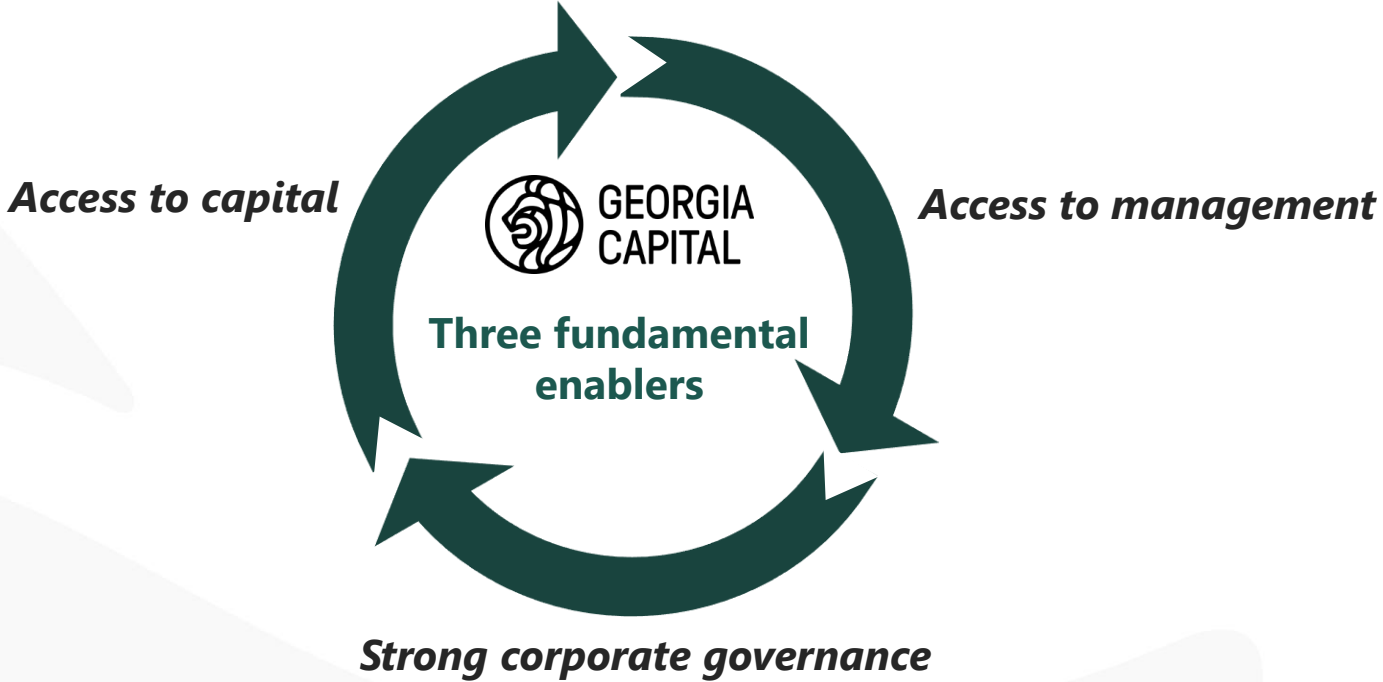 Access to capital
GEORGIA
CAPITAL
Access to management
Three fundamental
enablers
Strong corporate governance